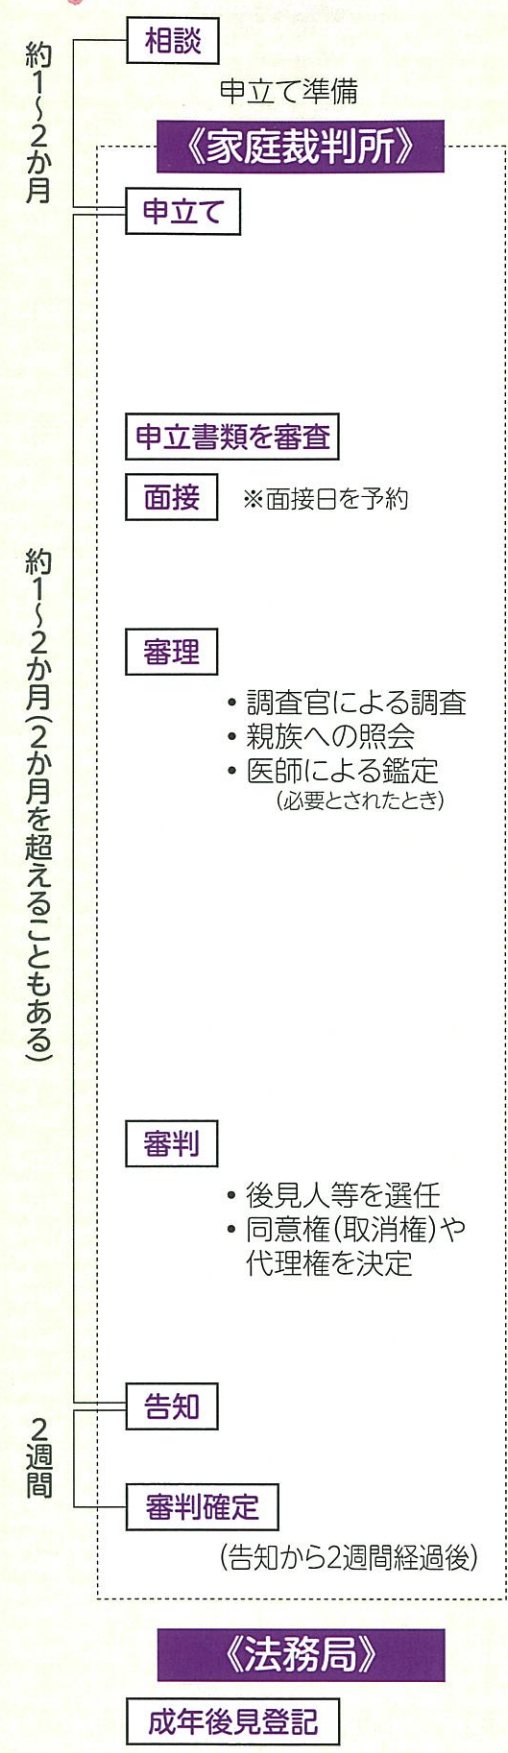 約1〜2か月
相談
申立て準備
《家庭裁判所》
申立て
申立書類を審査
面接 ※面接日を予約
約1〜2か月(2か月を超えることもある)
審理
・調査官による調査
・親族への照会
・医師による鑑定
(必要とされたとき)
審判
・後見人等を選任
・同意権(取消権)や
代理権を決定
告知
2週間
審判確定
(告知から2週間経過後)
《法務局》
成年後見登記